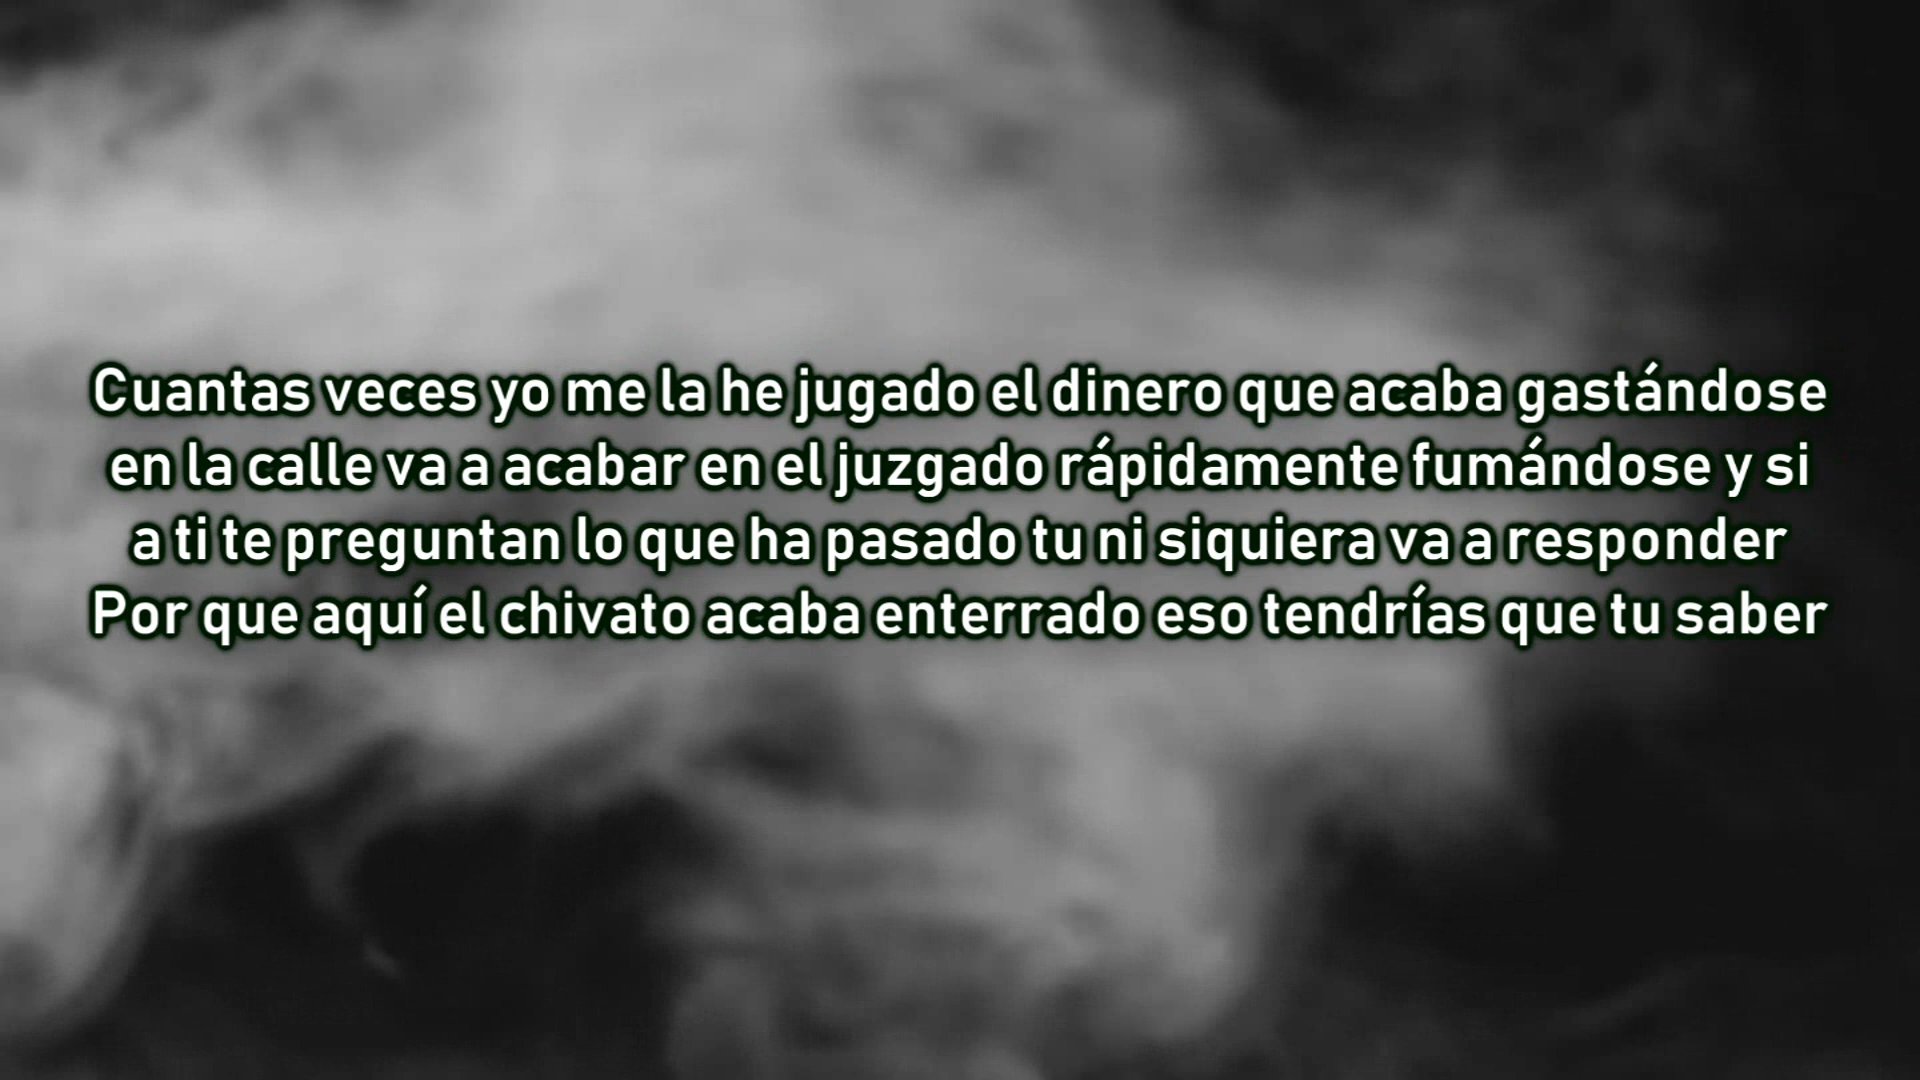 Cuantas veces yo me la he jugado el dinero que acaba gastándose
en la calle va a acabar en el juzgado rápidamente fumándose y si
a ti te preguntan lo que ha pasado tu ni siquiera va a responder
Por que aquí el chivato acaba enterrado eso tendrías que tu saber